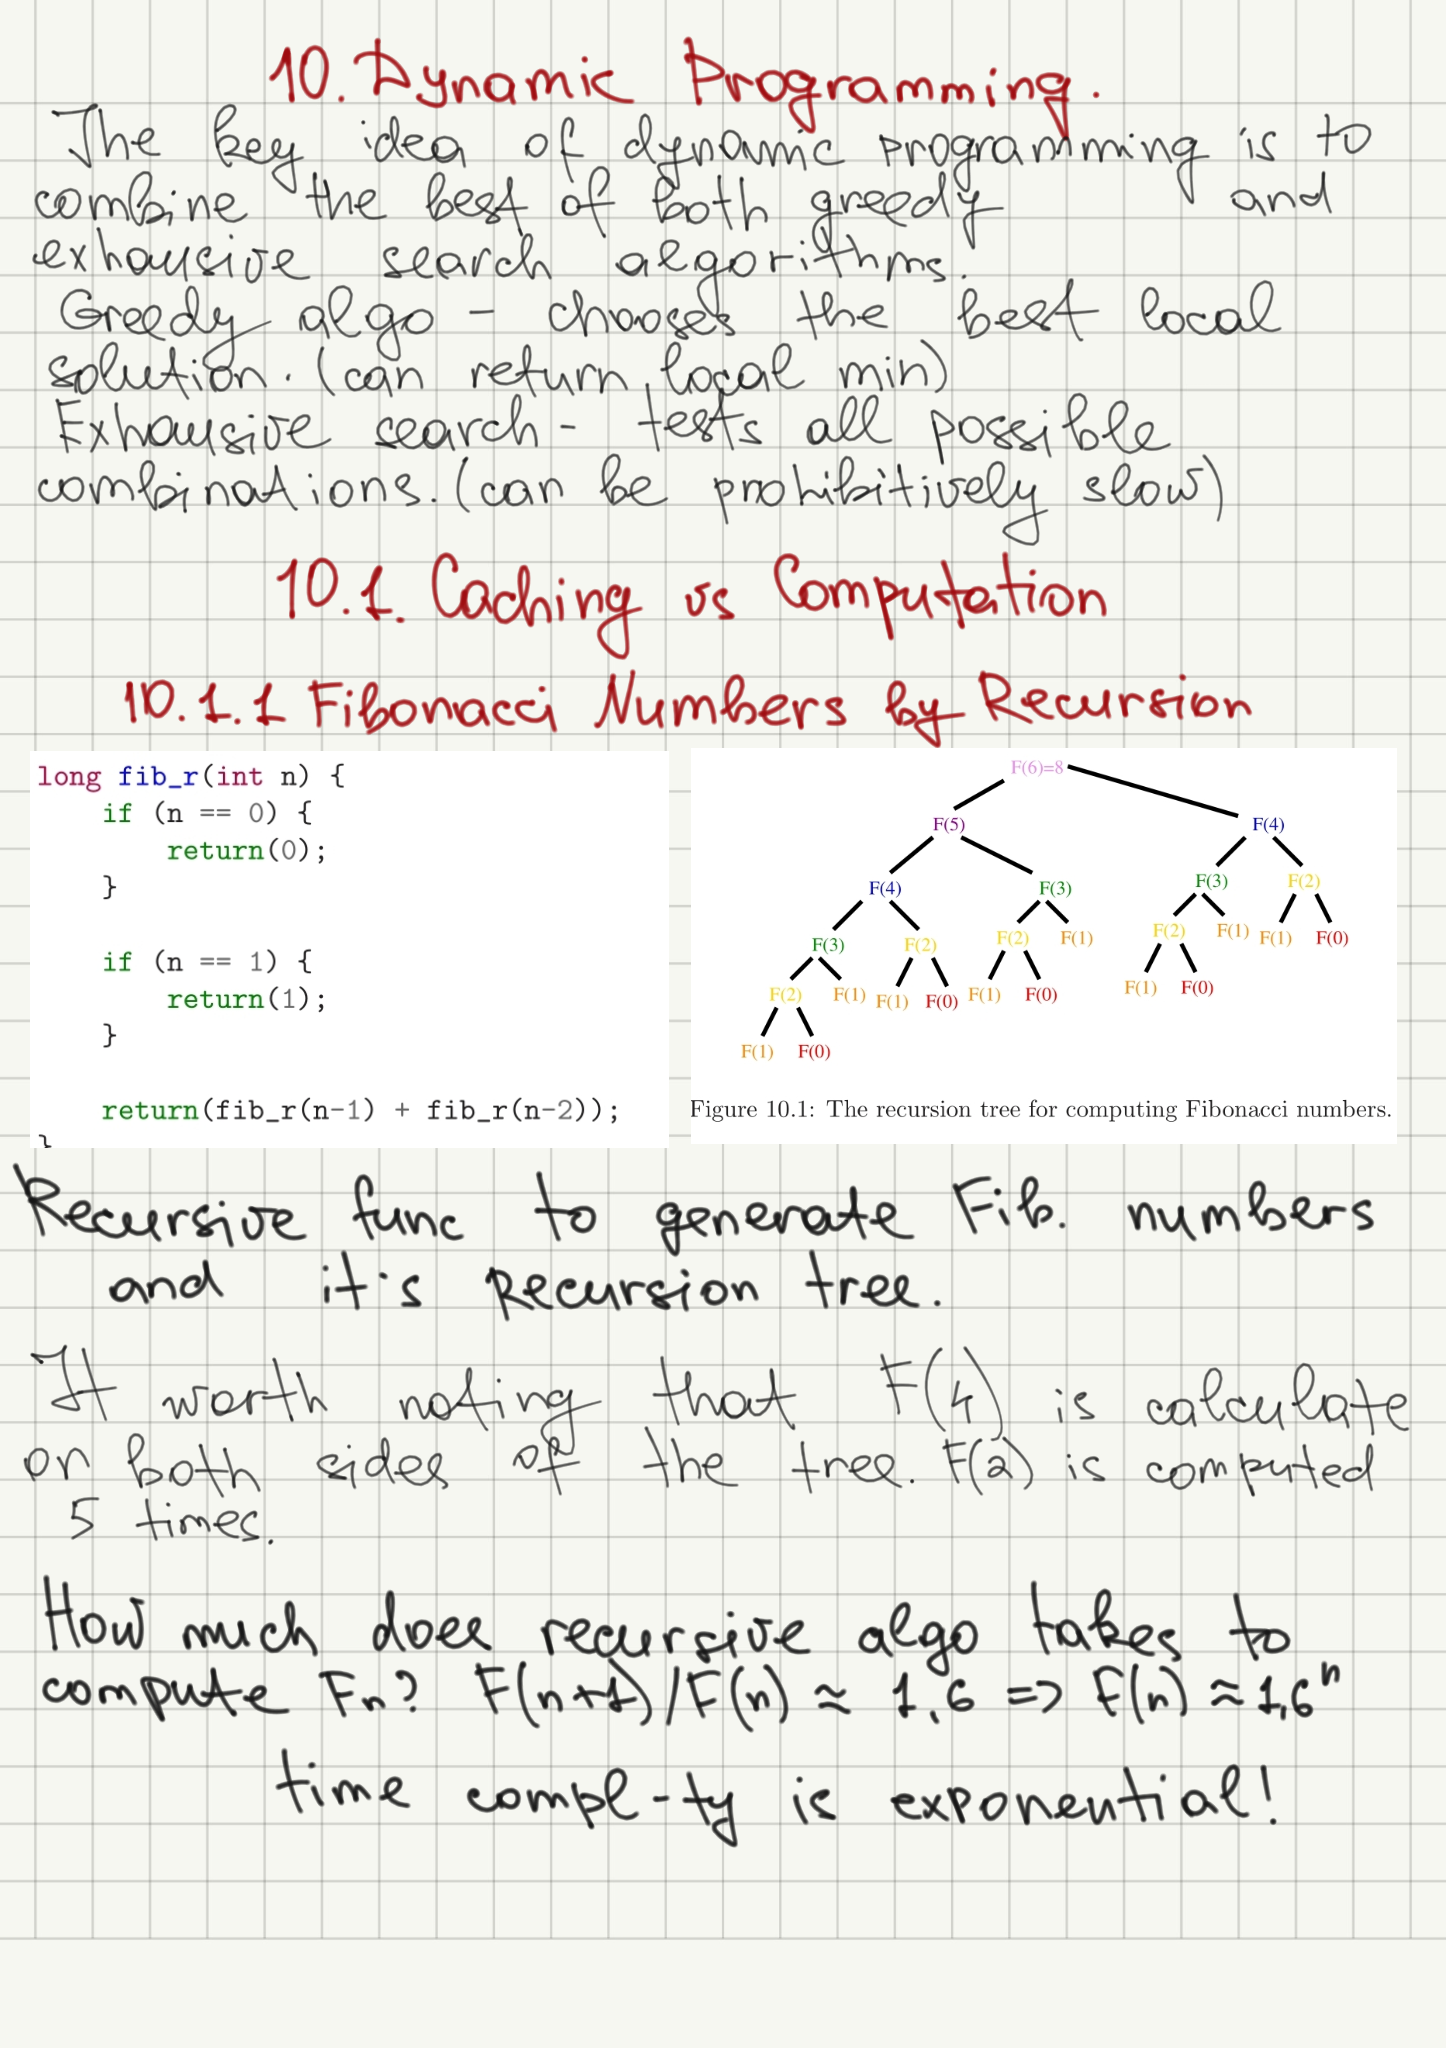 10. Dynamic Programming.
The key idea of dynamic programming is to
combine the best of both greedy and
exhausive search algorithms.
Greedy algo - chooses the best local
solution. (can return local min)
Exhausive search - tests all possible
combinations. (can be prohibitively slow)
10.1. Caching vs Computation
10.1.1 Fibonacci Numbers by Recursion
long fib_r(int n) {
if (n == 0) {
return(0);
}
if (n == 1) {
return(1);
}
return(fib_r(n-1) + fib_r(n-2));
}
F(6)=8
F(5) F(4)
F(4) F(3) F(3) F(2)
F(3) F(2) F(2) F(1) F(2) F(1) F(1) F(0)
F(2) F(1) F(1) F(0) F(1) F(0) F(1) F(0)
F(1) F(0)
Figure 10.1: The recursion tree for computing Fibonacci numbers.
Recursive func to generate Fib. numbers
and it's Recursion tree.
It worth noting that F(4) is calculate
on both sides of the tree. F(2) is computed
5 times.
How much does recursive algo takes to
compute Fn? F(n+1)/F(n) ≈ 1,6 => F(n) ≈ 1,6ⁿ
time compl-ty is exponential!